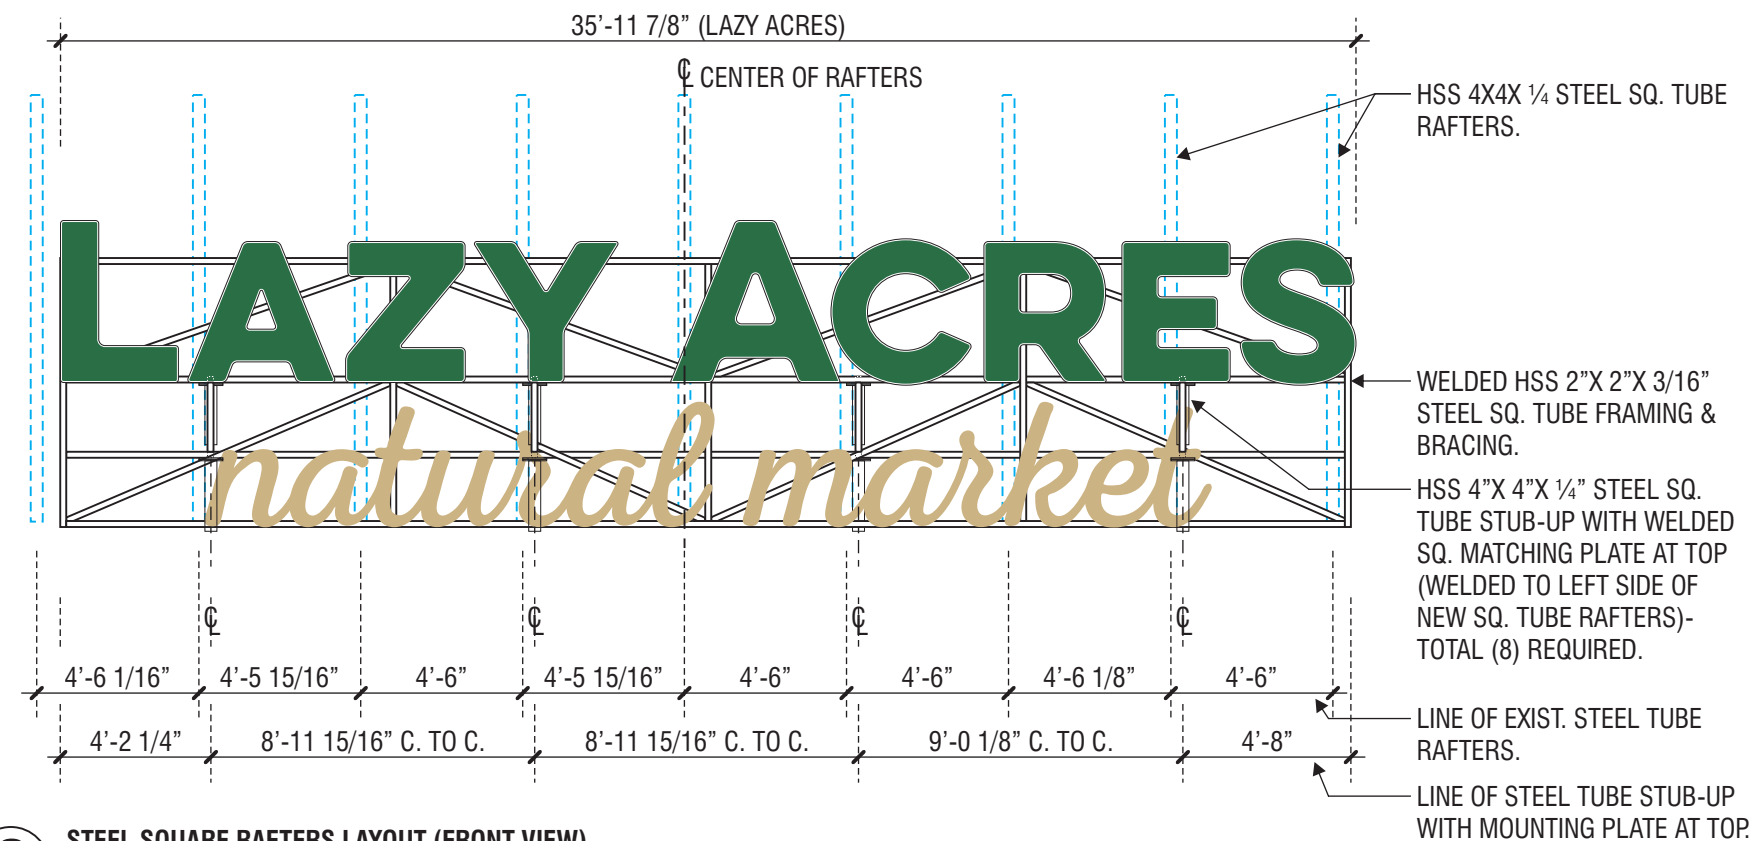 35’-11 7/8” (LAZY ACRES)
℄ CENTER OF RAFTERS
HSS 4X4X ¼ STEEL SQ. TUBE
RAFTERS.
LAZY ACRES
natural market
WELDED HSS 2”X 2”X 3/16”
STEEL SQ. TUBE FRAMING &
BRACING.
HSS 4”X 4”X ¼” STEEL SQ.
TUBE STUB-UP WITH WELDED
SQ. MATCHING PLATE AT TOP
(WELDED TO LEFT SIDE OF
NEW SQ. TUBE RAFTERS)-
TOTAL (8) REQUIRED.
℄ ℄ ℄ ℄
4’-6 1/16” 4’-5 15/16” 4’-6” 4’-5 15/16” 4’-6” 4’-6” 4’-6 1/8” 4’-6”
LINE OF EXIST. STEEL TUBE
RAFTERS.
4’-2 1/4” 8’-11 15/16” C. TO C. 8’-11 15/16” C. TO C. 9’-0 1/8” C. TO C. 4’-8”
LINE OF STEEL TUBE STUB-UP
WITH MOUNTING PLATE AT TOP.
STEEL SQUARE RAFTERS LAYOUT (FRONT VIEW)